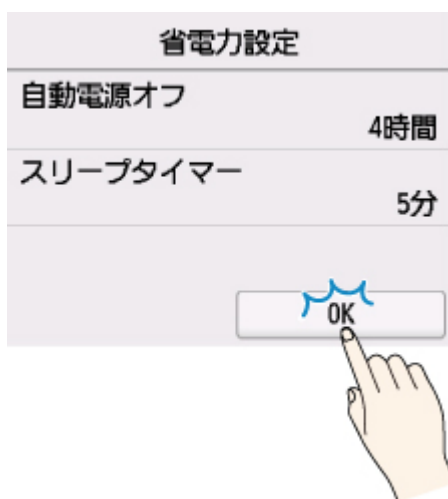 省電力設定
自動電源オフ
4時間
スリープタイマー
5分
OK